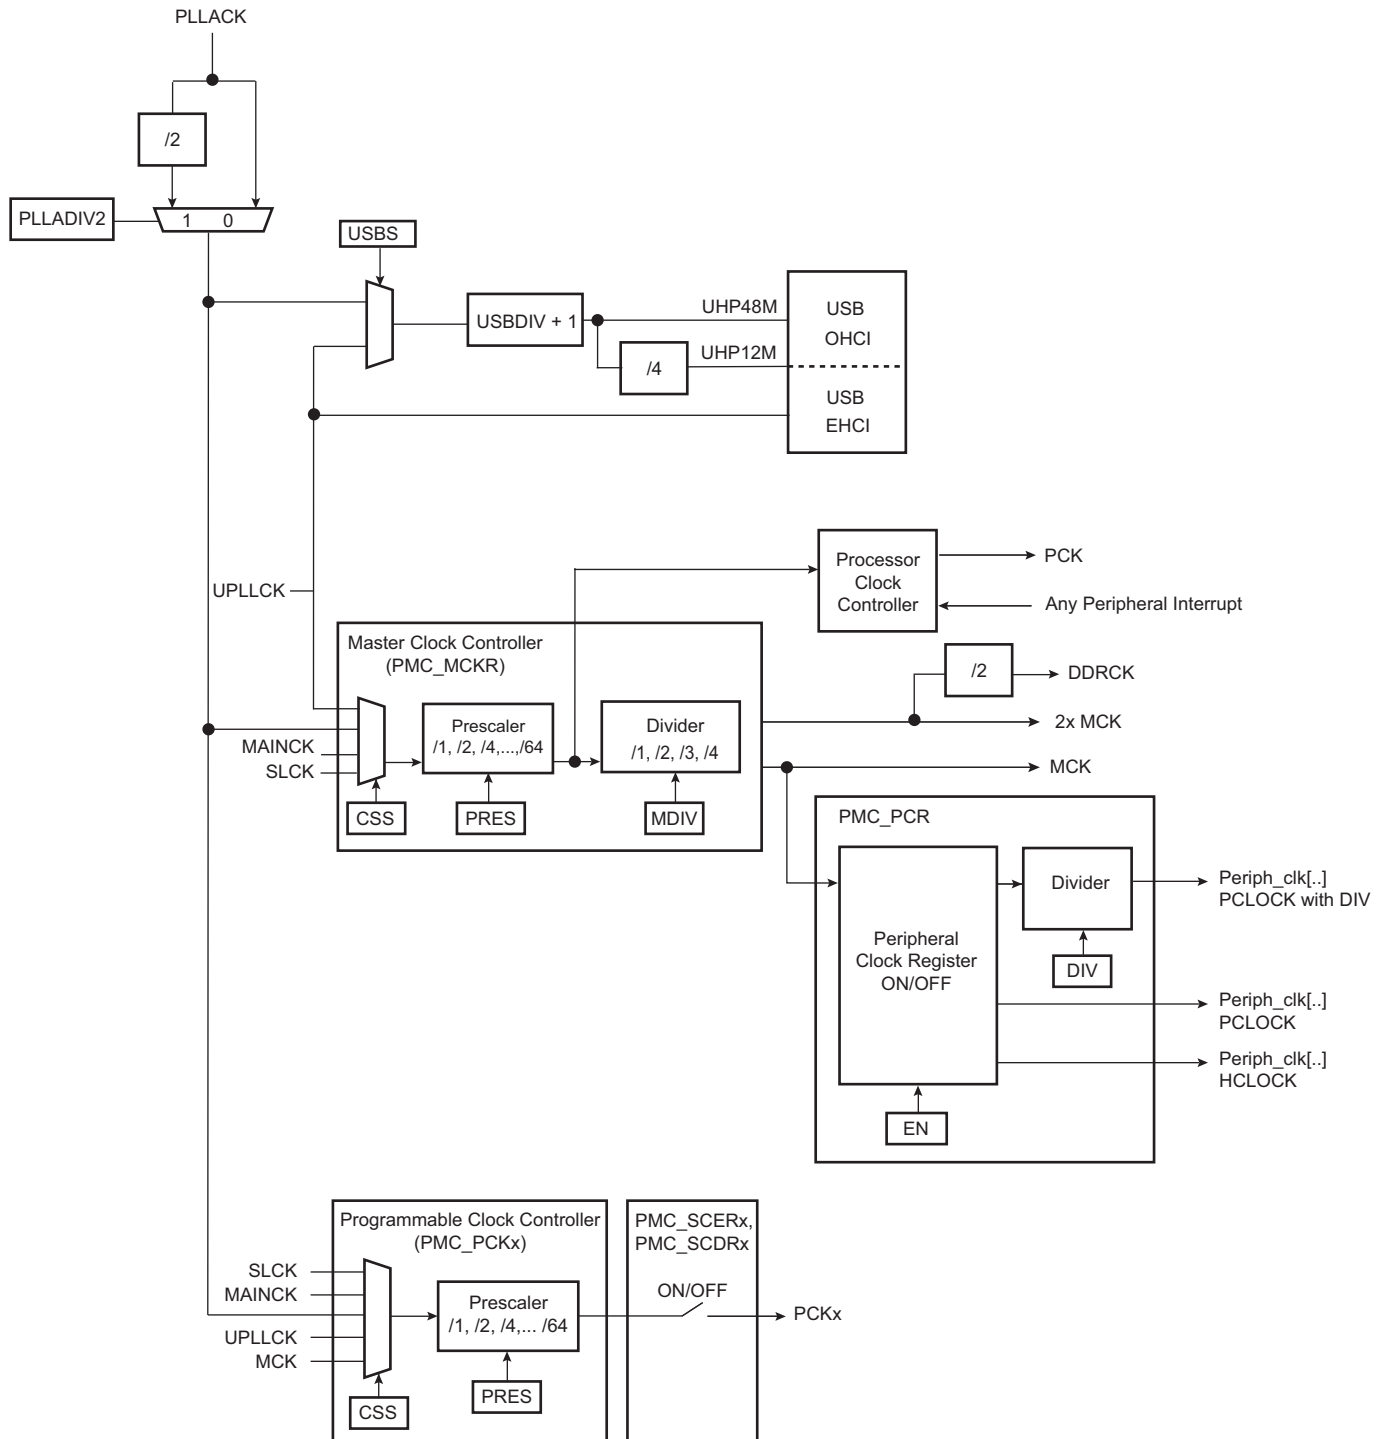 PLLACK
/2
PLLADIV2
1 0
USBS
USBDIV + 1
UHP48M
/4
UHP12M
USB
OHCI
USB
EHCI
UPLLCK
Processor
Clock
Controller
PCK
Any Peripheral Interrupt
Master Clock Controller
(PMC_MCKR)
/2
DDRCK
2x MCK
MAINCK
SLCK
Prescaler
/1, /2, /4,...,/64
Divider
/1, /2, /3, /4
MCK
CSS
PRES
MDIV
PMC_PCR
Peripheral
Clock Register
ON/OFF
Divider
DIV
Periph_clk[..]
PCLOCK with DIV
Periph_clk[..]
PCLOCK
Periph_clk[..]
HCLOCK
EN
Programmable Clock Controller
(PMC_PCKx)
PMC_SCERx,
PMC_SCDRx
SLCK
MAINCK
UPLLCK
MCK
Prescaler
/1, /2, /4,... /64
ON/OFF
PCKx
CSS
PRES